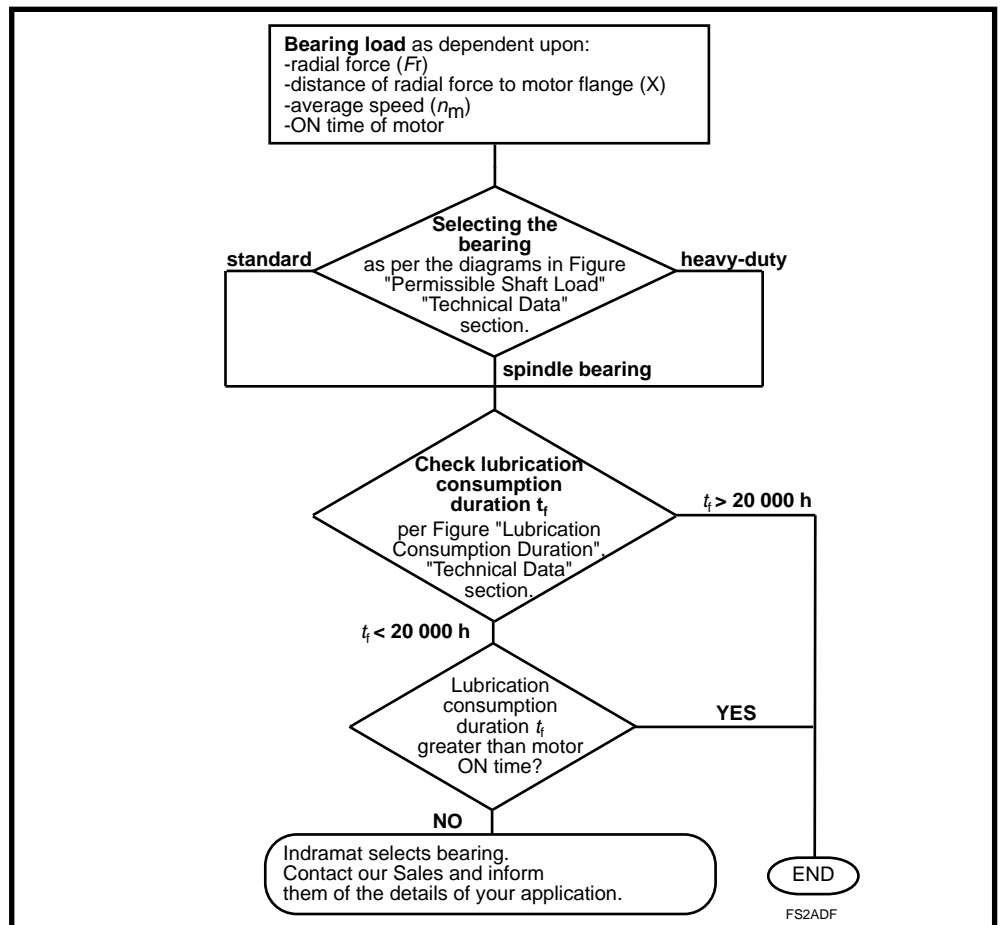 Bearing load as dependent upon:
-radial force (Fr)
-distance of radial force to motor flange (X)
-average speed (nm)
-ON time of motor
Selecting the
bearing
as per the diagrams in Figure
"Permissible Shaft Load"
"Technical Data"
section.
standard
heavy-duty
spindle bearing
Check lubrication
consumption
duration tf
per Figure "Lubrication
Consumption Duration",
"Technical Data"
section.
tf > 20 000 h
tf < 20 000 h
Lubrication
consumption
duration tf
greater than motor
ON time?
YES
NO
Indramat selects bearing.
Contact our Sales and inform
them of the details of your application.
END
FS2ADF